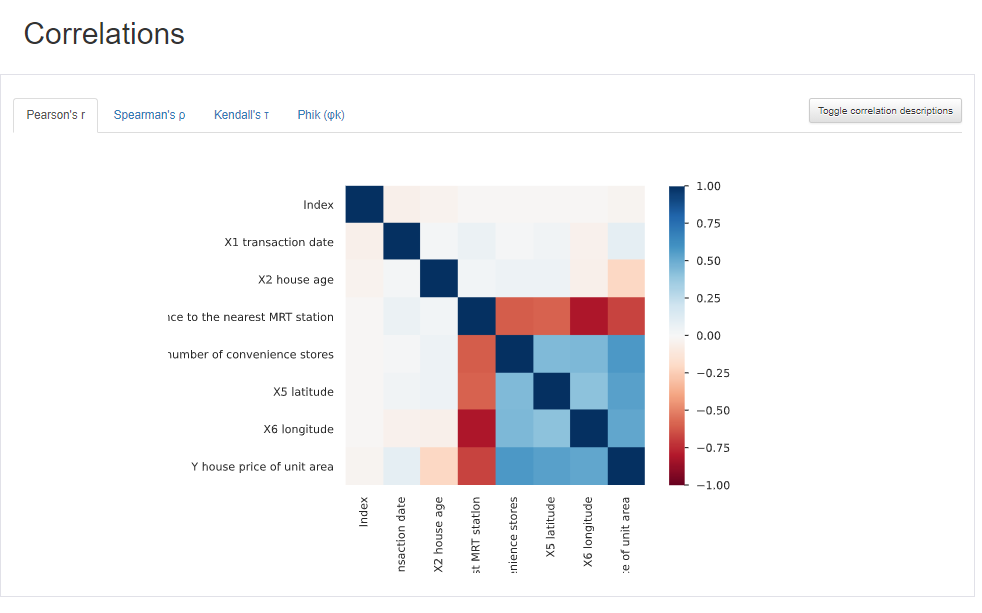 Correlations
Pearson's r
Spearman's ρ
Kendall's τ
Phik (φk)
Toggle correlation descriptions
Index
X1 transaction date
X2 house age
nce to the nearest MRT station
number of convenience stores
X5 latitude
X6 longitude
Y house price of unit area
1.00
0.75
0.50
0.25
0.00
−0.25
−0.50
−0.75
−1.00
Index
nsaction date
X2 house age
st MRT station
nience stores
X5 latitude
X6 longitude
e of unit area